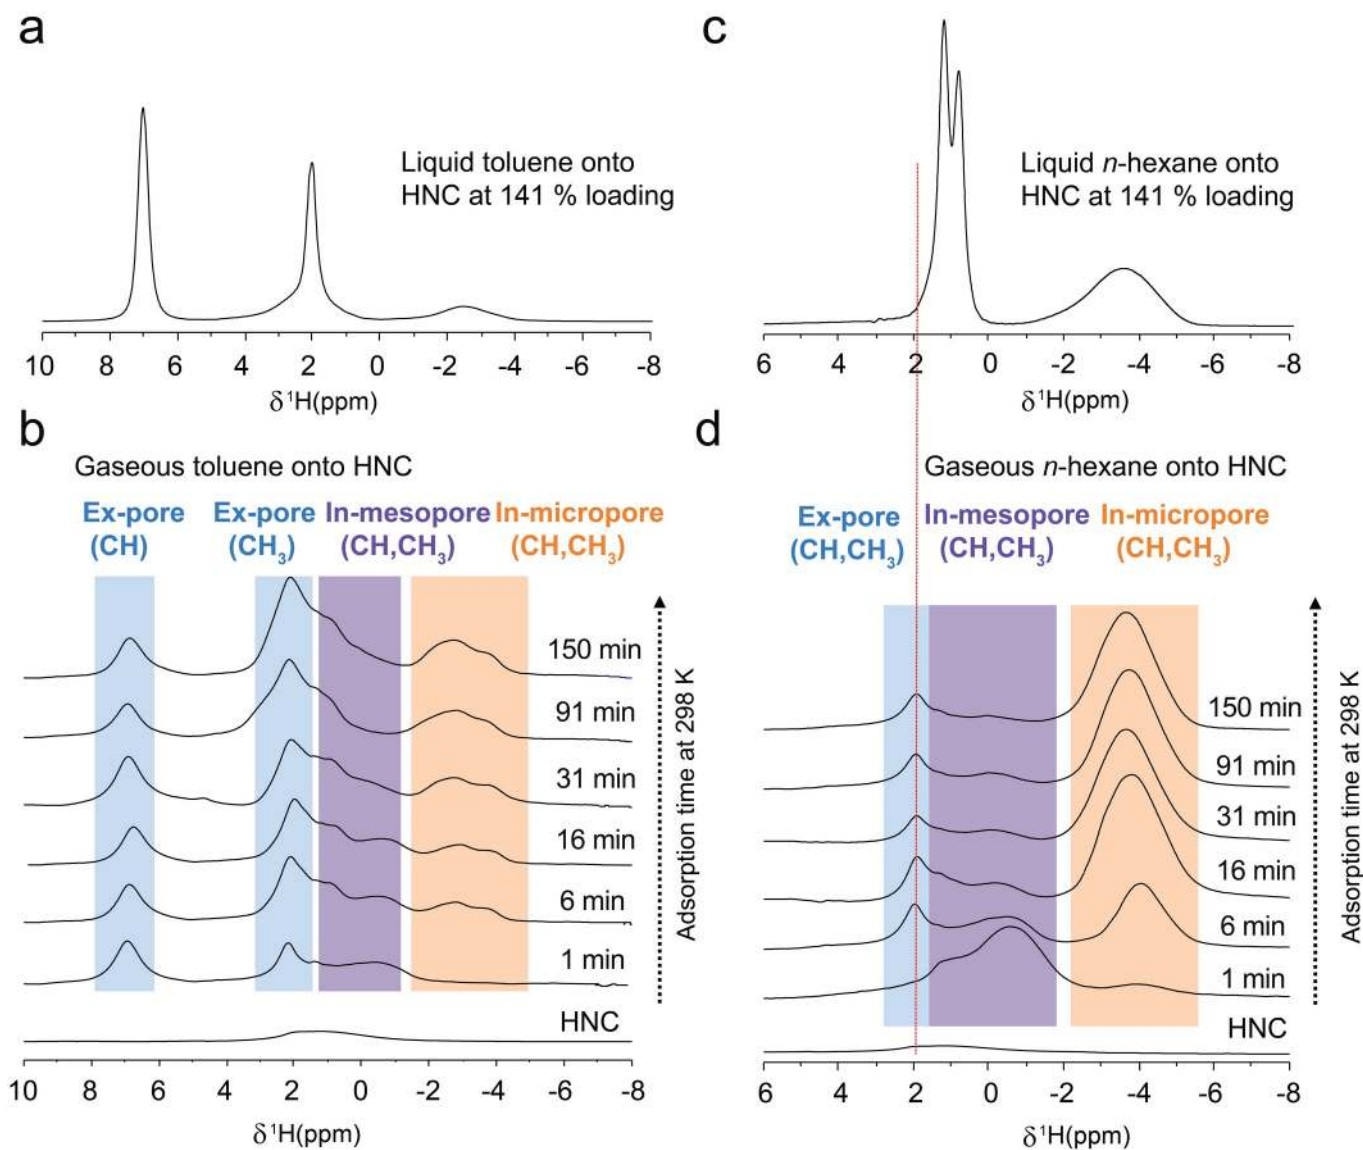 a
Liquid toluene onto
HNC at 141 % loading
10 8 6 4 2 0 -2 -4 -6 -8
δ ¹H(ppm)
c
Liquid n-hexane onto
HNC at 141 % loading
6 4 2 0 -2 -4 -6 -8
δ ¹H(ppm)
b
Gaseous toluene onto HNC
Ex-pore Ex-pore In-mesopore In-micropore
(CH) (CH₃) (CH,CH₃) (CH,CH₃)
150 min
91 min
31 min
16 min
6 min
1 min
HNC
Adsorption time at 298 K
10 8 6 4 2 0 -2 -4 -6 -8
δ ¹H(ppm)
d
Gaseous n-hexane onto HNC
Ex-pore In-mesopore In-micropore
(CH,CH₃) (CH,CH₃) (CH,CH₃)
150 min
91 min
31 min
16 min
6 min
1 min
HNC
Adsorption time at 298 K
6 4 2 0 -2 -4 -6 -8
δ ¹H(ppm)